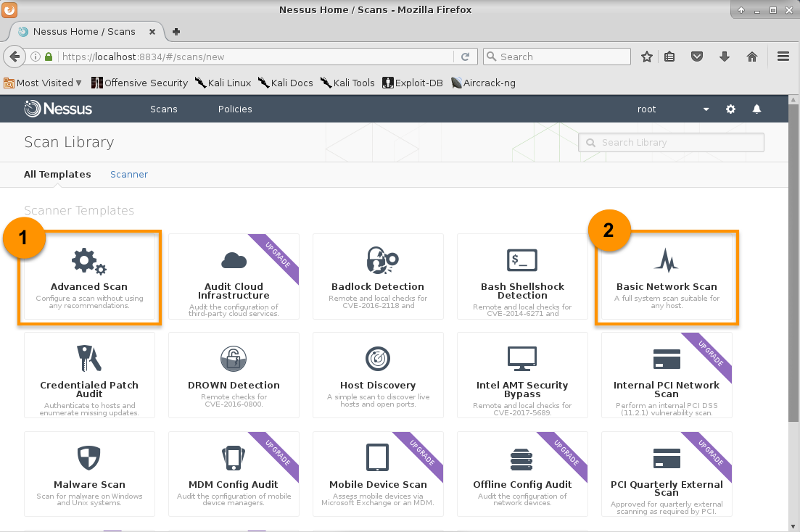 Nessus Home / Scans - Mozilla Firefox
Nessus Home / Scans
https://localhost:8834/#/scans/new
Search
Most Visited
Offensive Security
Kali Linux
Kali Docs
Kali Tools
Exploit-DB
Aircrack-ng
Nessus
Scans
Policies
root
Scan Library
Search Library
All Templates
Scanner
Scanner Templates
1
Advanced Scan
Configure a scan without using
any recommendations.
UPGRADE
Audit Cloud
Infrastructure
Audit the configuration of
third-party cloud services.
Badlock Detection
Remote and local checks for
CVE-2016-2118 and
$_
Bash Shellshock
Detection
Remote and local checks for
CVE-2014-6271 and
2
Basic Network Scan
A full system scan suitable for
any host.
Credentialed Patch
Audit
Authenticate to hosts and
enumerate missing updates.
DROWN Detection
Remote checks for
CVE-2016-0800.
Host Discovery
A simple scan to discover live
hosts and open ports.
Intel AMT Security
Bypass
Remote and local checks for
CVE-2017-5689.
UPGRADE
Internal PCI Network
Scan
Perform an internal PCI DSS
(11.2.1) vulnerability scan.
Malware Scan
Scan for malware on Windows
and Unix systems.
UPGRADE
MDM Config Audit
Audit the configuration of mobile
device managers.
UPGRADE
Mobile Device Scan
Assess mobile devices via
Microsoft Exchange or an MDM.
UPGRADE
Offline Config Audit
Audit the configuration of
network devices.
UPGRADE
PCI Quarterly External
Scan
Approved for quarterly external
scanning as required by PCI.